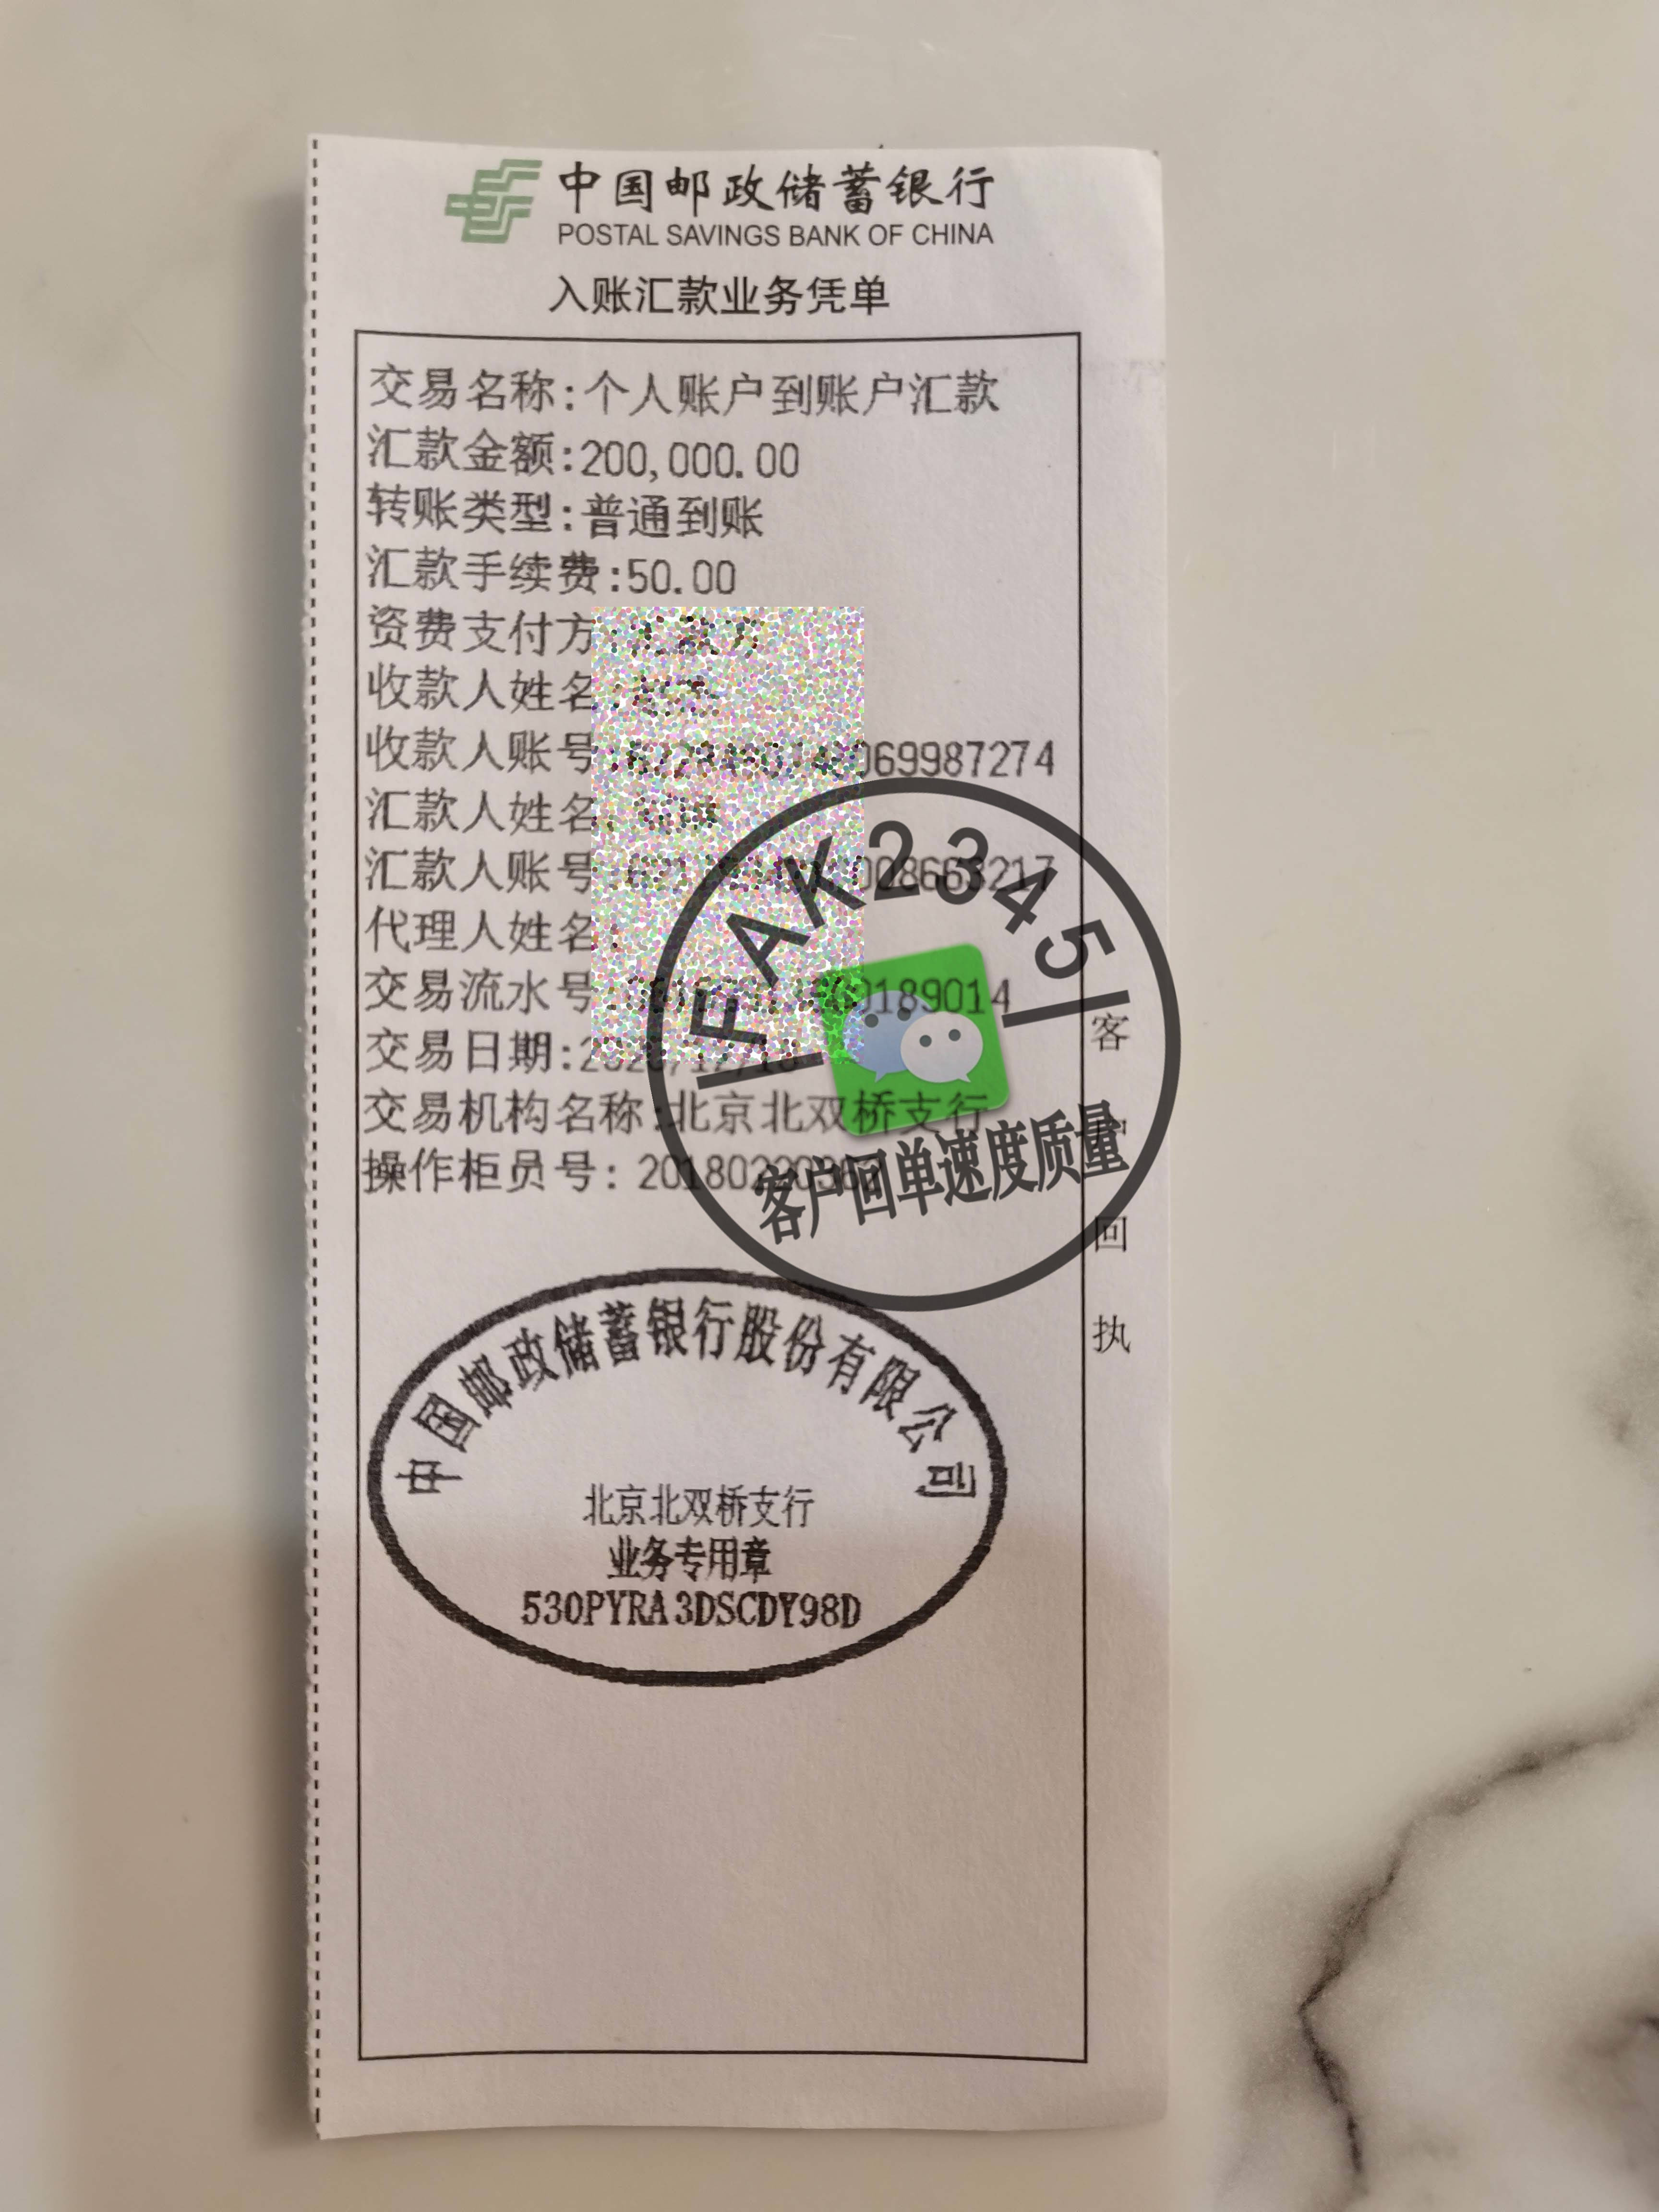 中国邮政储蓄银行
POSTAL SAVINGS BANK OF CHINA
入账汇款业务凭单
交易名称:个人账户到账户汇款
汇款金额:200,000.00
转账类型:普通到账
汇款手续费:50.00
资费支付方
收款人姓名
收款人账号 069987274
汇款人姓名
汇款人账号 008663217
代理人姓名
交易流水号 0189014
交易日期:
交易机构名称:北京北双桥支行
操作柜员号:
客
回
执
FAK2345
客户回单速度质量
中国邮政储蓄银行股份有限公司
北京北双桥支行
业务专用章
530PYRA3DSCDY98D